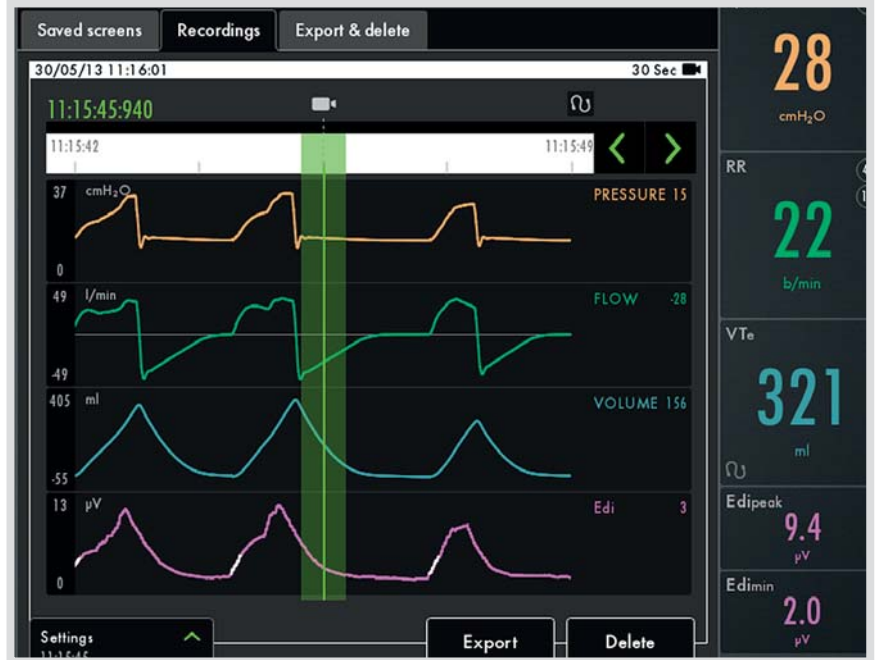 Saved screens
Recordings
Export & delete
30/05/13 11:16:01
30 Sec
11:15:45:940
11:15:42
11:15:49
37 cmH₂O
PRESSURE 15
0
49 l/min
FLOW -28
-49
405 ml
VOLUME 156
-55
13 µV
Edi 3
0
Settings
11:15:45
Export
Delete
28
cmH₂O
RR
22
b/min
VTe
321
ml
Edipeak
9.4
µV
Edimin
2.0
µV